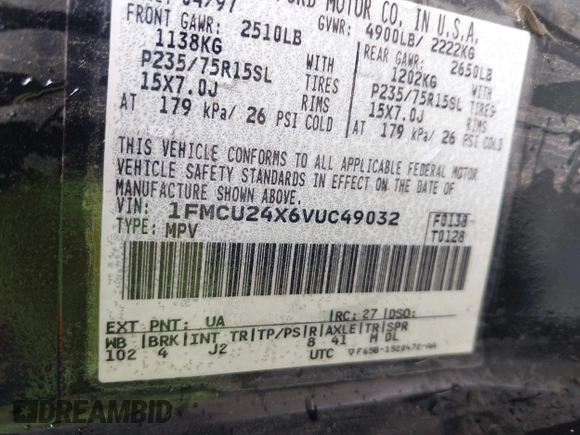 04/97
FORD MOTOR CO. IN U.S.A.
FRONT GAWR: 2510LB
GVWR: 4900LB/ 2222KG
1138KG
REAR GAWR: 2650LB
P235/75R15SL
WITH
TIRES
1202KG
WITH
15X7.0J
RIMS
P235/75R15SL
TIRES
AT 179 kPa/ 26 PSI COLD
15X7.0J
RIMS
AT 179 kPa/ 26 PSI COLD
THIS VEHICLE CONFORMS TO ALL APPLICABLE FEDERAL MOTOR
VEHICLE SAFETY STANDARDS IN EFFECT ON THE DATE OF
MANUFACTURE SHOWN ABOVE.
VIN: 1FMCU24X6VUC49032
F0130
TYPE: MPV
T0128
EXT PNT: UA
RC: 27
DSO:
WB BRK INT TR TP/PS R AXLE TR SPR
102 4 J2 8 41 M DL
UTC
DREAMBID